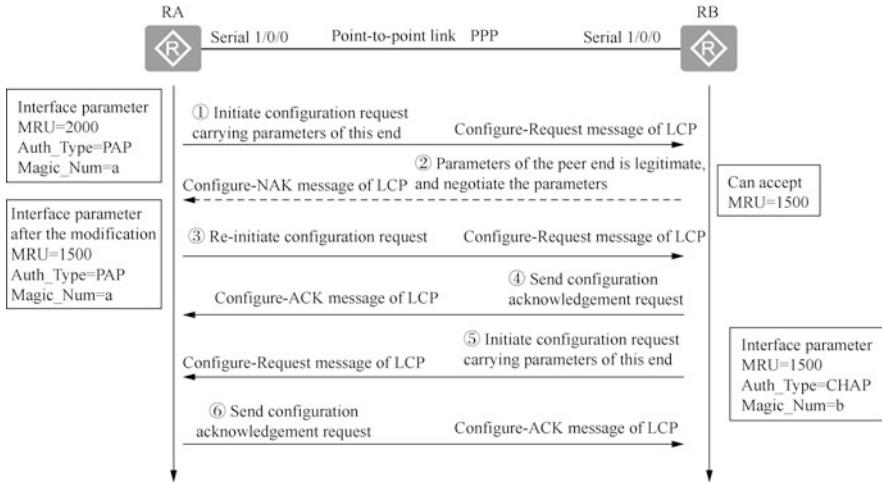 RA
RB
R
Serial 1/0/0
Point-to-point link PPP
Serial 1/0/0
R
Interface parameter
MRU=2000
Auth_Type=PAP
Magic_Num=a
① Initiate configuration request
carrying parameters of this end
Configure-Request message of LCP
② Parameters of the peer end is legitimate,
and negotiate the parameters
Configure-NAK message of LCP
Can accept
MRU=1500
Interface parameter
after the modification
MRU=1500
Auth_Type=PAP
Magic_Num=a
③ Re-initiate configuration request
Configure-Request message of LCP
④ Send configuration
acknowledgement request
Configure-ACK message of LCP
⑤ Initiate configuration request
carrying parameters of this end
Configure-Request message of LCP
Interface parameter
MRU=1500
Auth_Type=CHAP
Magic_Num=b
⑥ Send configuration
acknowledgement request
Configure-ACK message of LCP